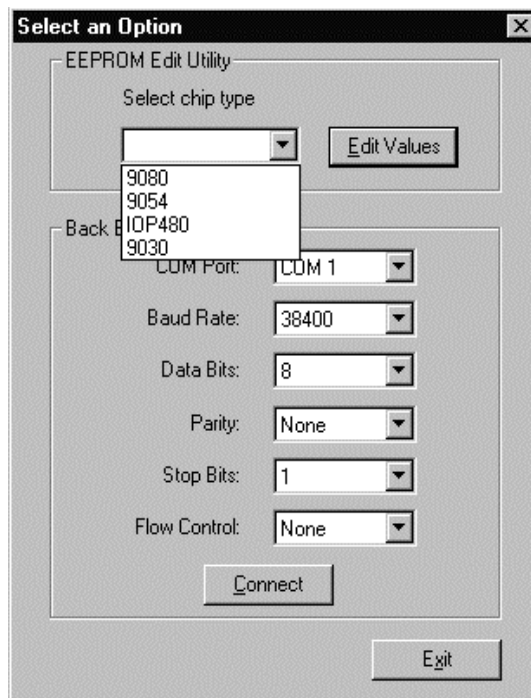 Select an Option
EEPROM Edit Utility
Select chip type
Edit Values
9080
9054
IOP480
9030
Back
COM Port: COM 1
Baud Rate: 38400
Data Bits: 8
Parity: None
Stop Bits: 1
Flow Control: None
Connect
Exit